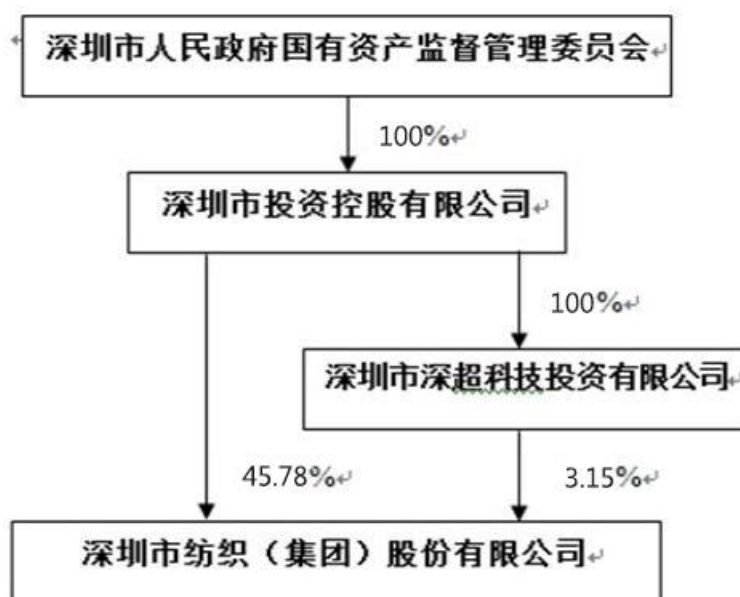 深圳市人民政府国有资产监督管理委员会
100%
深圳市投资控股有限公司
100%
深圳市深超科技投资有限公司
45.78%
3.15%
深圳市纺织（集团）股份有限公司